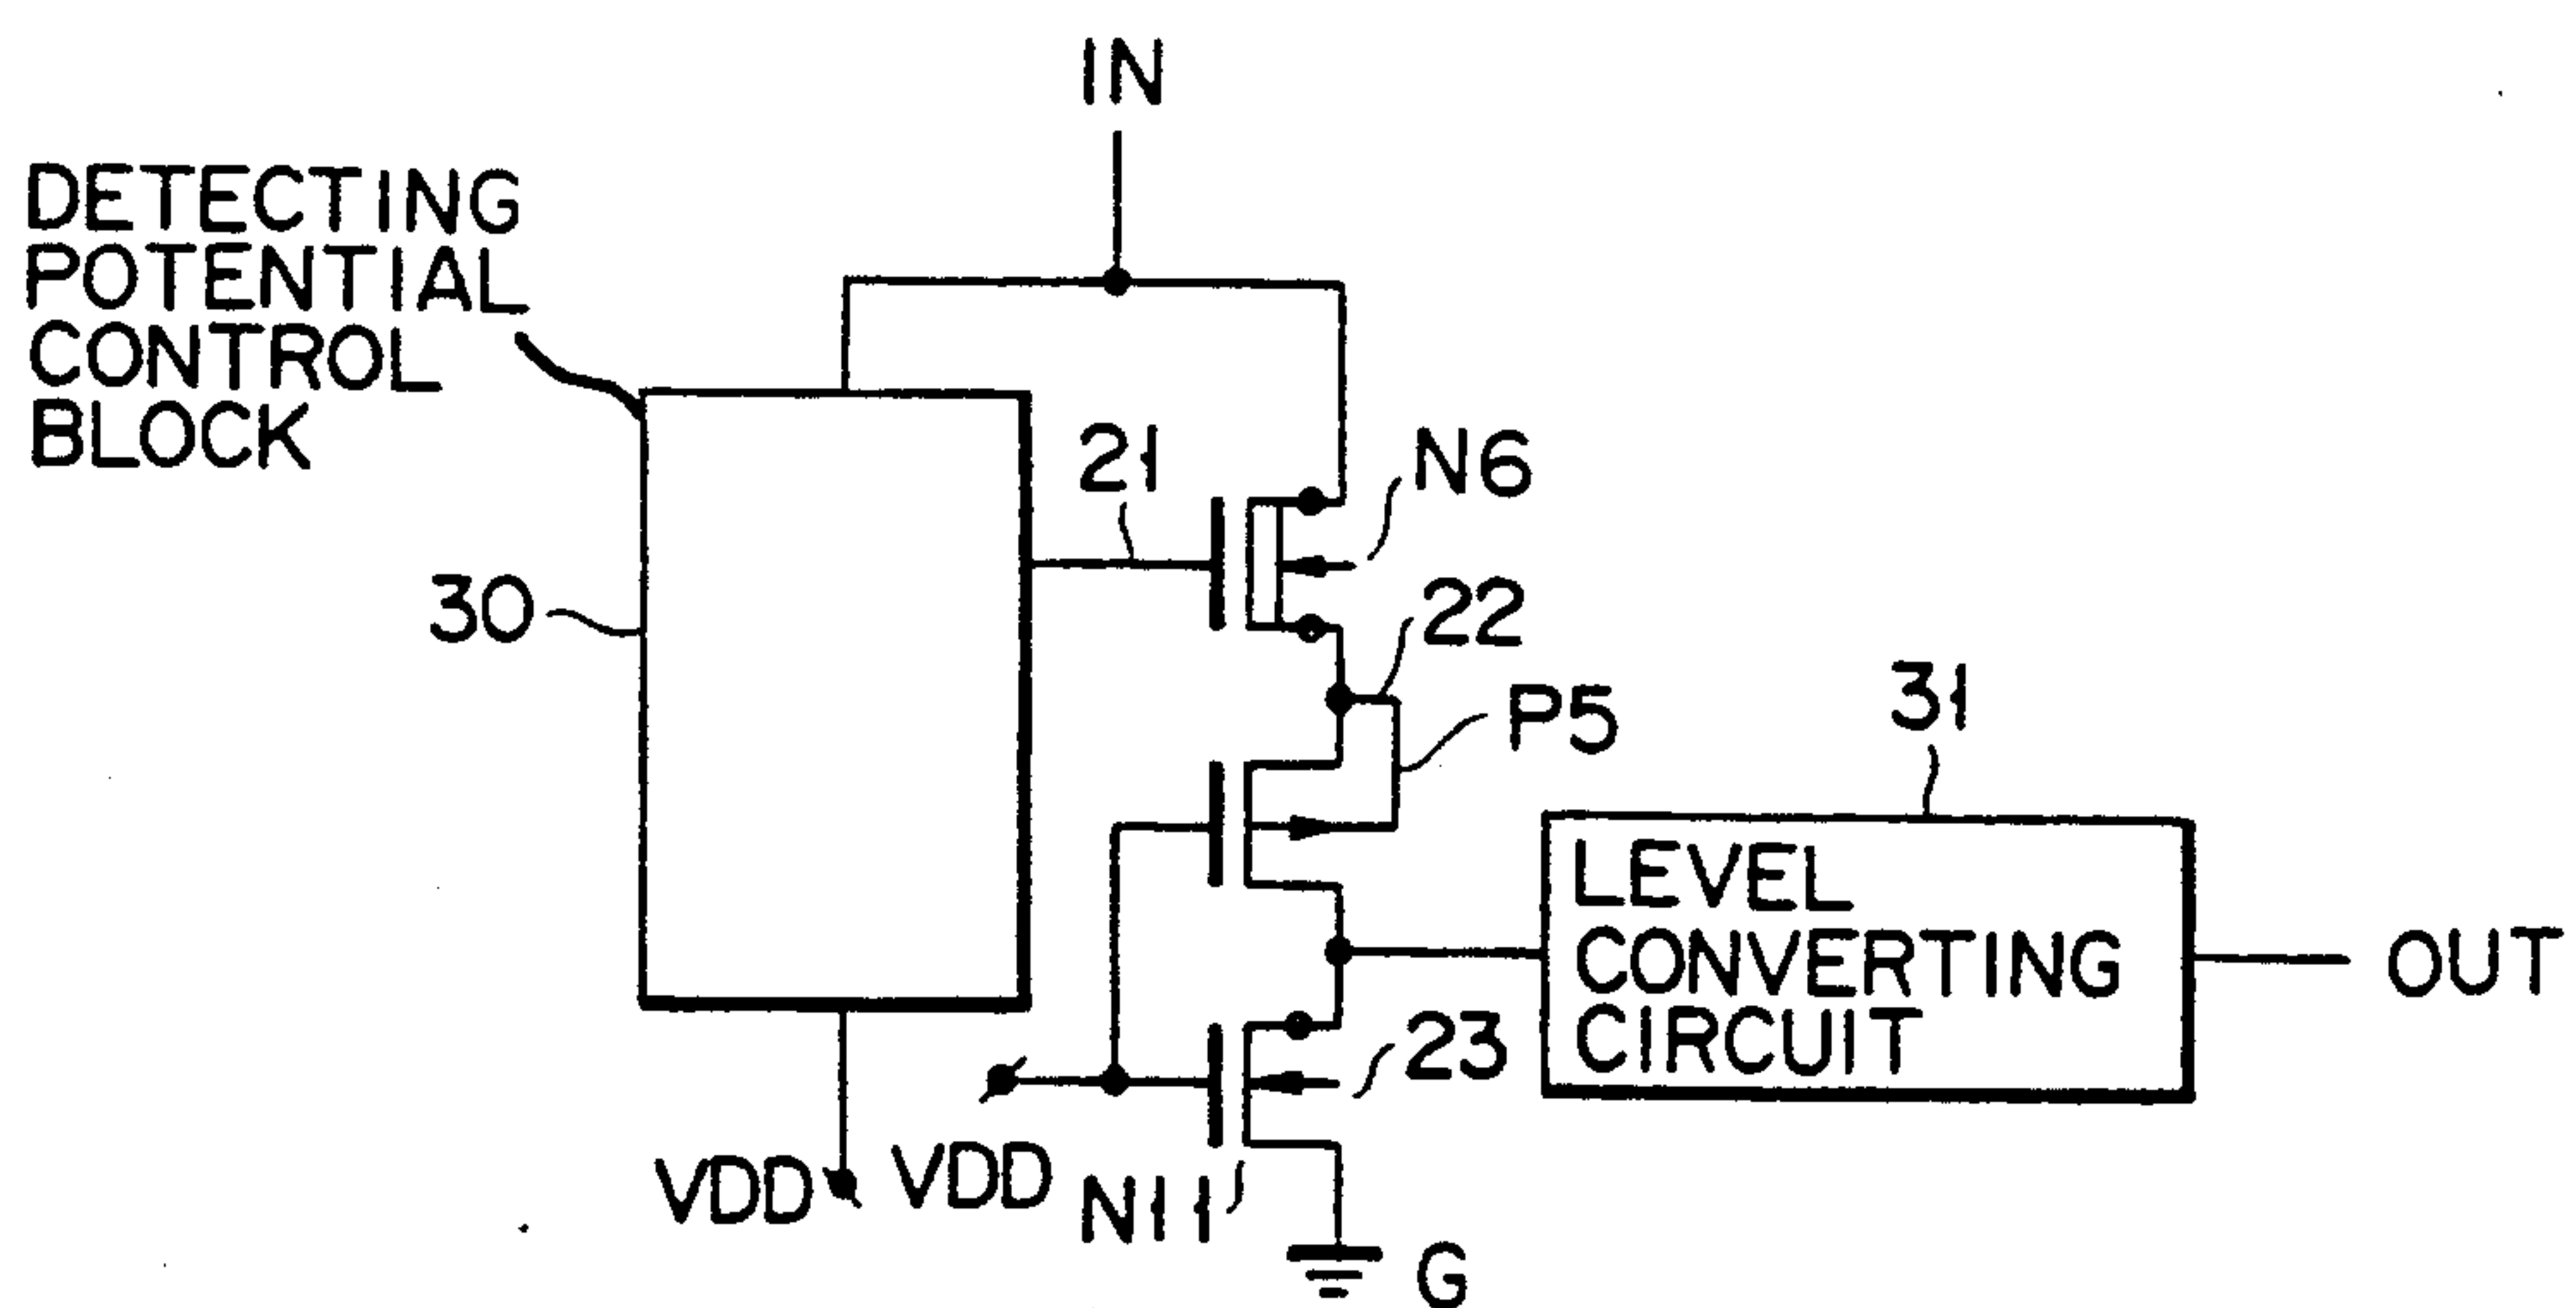 IN
DETECTING
POTENTIAL
CONTROL
BLOCK
21
N6
30
22
P5
31
LEVEL
CONVERTING
CIRCUIT
OUT
23
VDD
VDD
N11
G